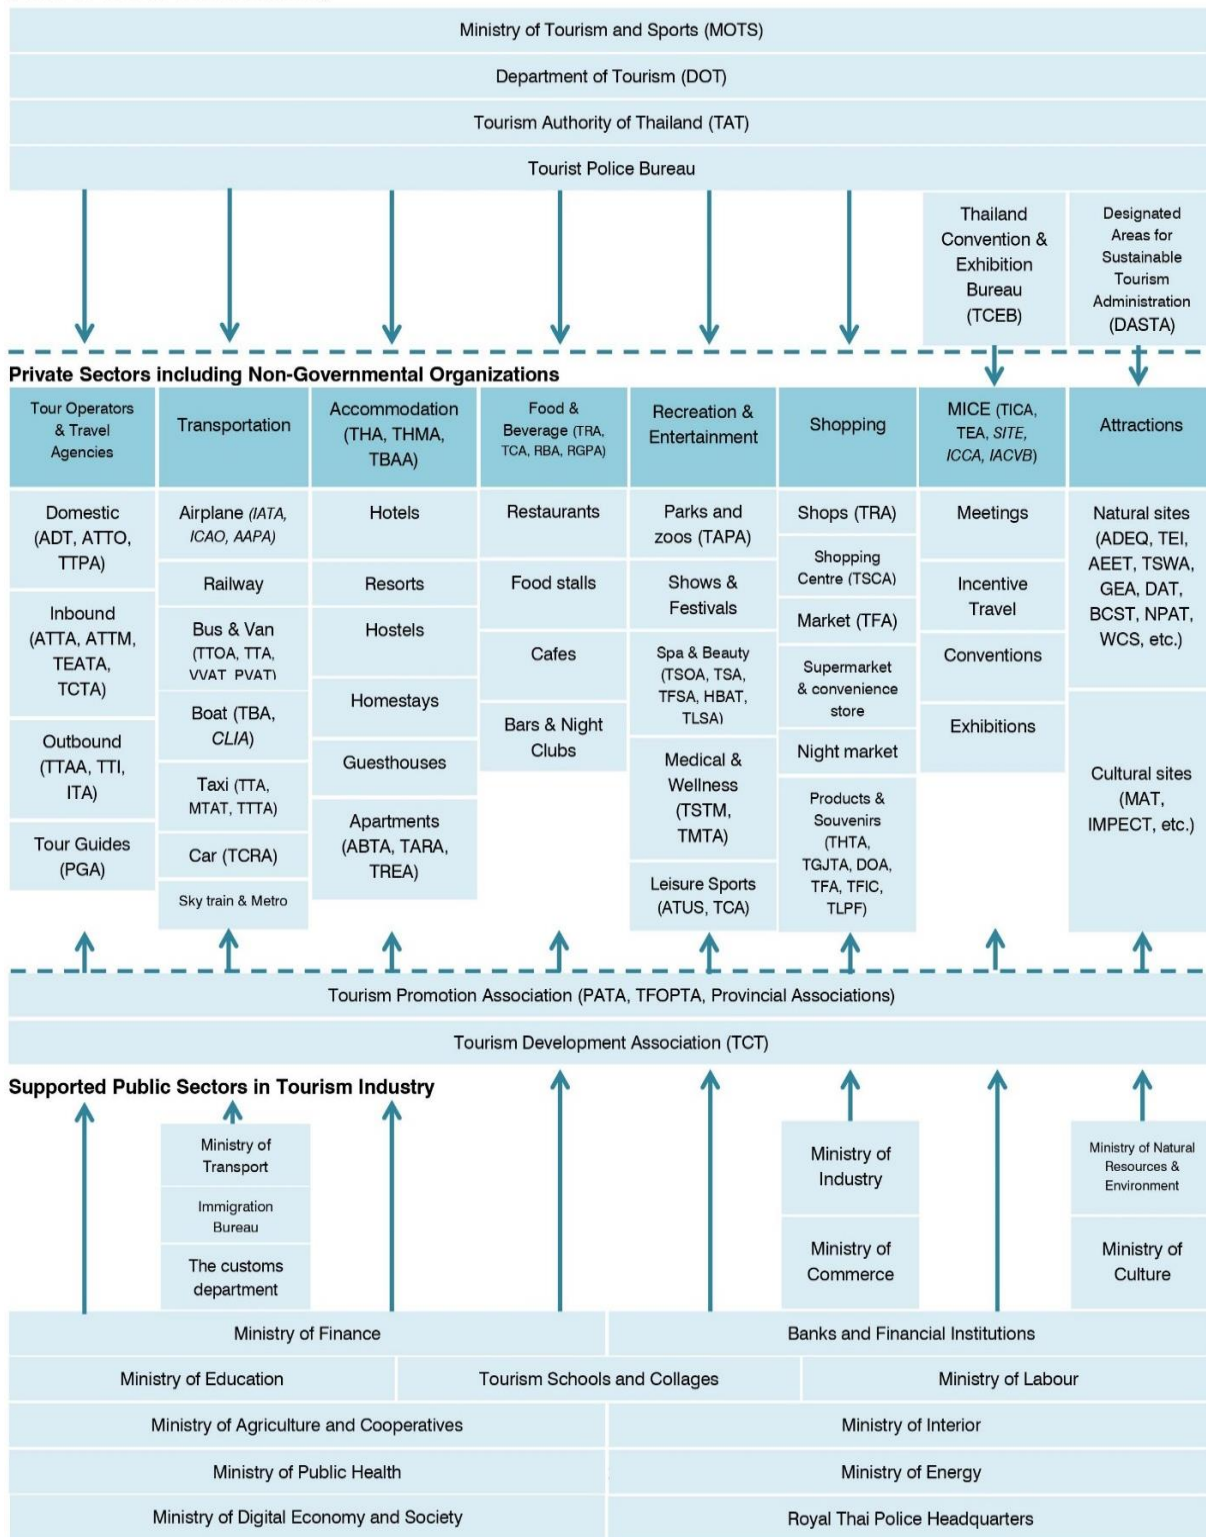 Ministry of Tourism and Sports (MOTS)
Department of Tourism (DOT)
Tourism Authority of Thailand (TAT)
Tourist Police Bureau
Thailand
Convention &
Exhibition
Bureau
(TCEB)
Designated
Areas for
Sustainable
Tourism
Administration
(DASTA)
Private Sectors including Non-Governmental Organizations
Tour Operators
& Travel
Agencies
Transportation
Accommodation
(THA, THMA,
TBAA)
Food &
Beverage (TRA,
TCA, RBA, RGPA)
Recreation &
Entertainment
Shopping
MICE (TICA,
TEA, SITE,
ICCA, IACVB)
Attractions
Domestic
(ADT, ATTO,
TTPA)
Inbound
(ATTA, ATTM,
TEATA,
TCTA)
Outbound
(TTAA, TTI,
ITA)
Tour Guides
(PGA)
Airplane (IATA,
ICAO, AAPA)
Railway
Bus & Van
(TTOA, TTA,
VVAT, PVAT)
Boat (TBA,
CLIA)
Taxi (TTA,
MTAT, TTTA)
Car (TCRA)
Sky train & Metro
Hotels
Resorts
Hostels
Homestays
Guesthouses
Apartments
(ABTA, TARA,
TREA)
Restaurants
Food stalls
Cafes
Bars & Night
Clubs
Parks and
zoos (TAPA)
Shows &
Festivals
Spa & Beauty
(TSOA, TSA,
TFSA, HBAT,
TLSA)
Medical &
Wellness
(TSTM,
TMTA)
Leisure Sports
(ATUS, TCA)
Shops (TRA)
Shopping
Centre (TSCA)
Market (TFA)
Supermarket
& convenience
store
Night market
Products &
Souvenirs
(THTA,
TGJTA, DOA,
TFA, TFIC,
TLPF)
Meetings
Incentive
Travel
Conventions
Exhibitions
Natural sites
(ADEQ, TEI,
AEET, TSWA,
GEA, DAT,
BCST, NPAT,
WCS, etc.)
Cultural sites
(MAT,
IMPECT, etc.)
Tourism Promotion Association (PATA, TFOPTA, Provincial Associations)
Tourism Development Association (TCT)
Supported Public Sectors in Tourism Industry
Ministry of
Transport
Immigration
Bureau
The customs
department
Ministry of
Industry
Ministry of
Commerce
Ministry of Natural
Resources &
Environment
Ministry of
Culture
Ministry of Finance
Banks and Financial Institutions
Ministry of Education
Tourism Schools and Collages
Ministry of Labour
Ministry of Agriculture and Cooperatives
Ministry of Interior
Ministry of Public Health
Ministry of Energy
Ministry of Digital Economy and Society
Royal Thai Police Headquarters